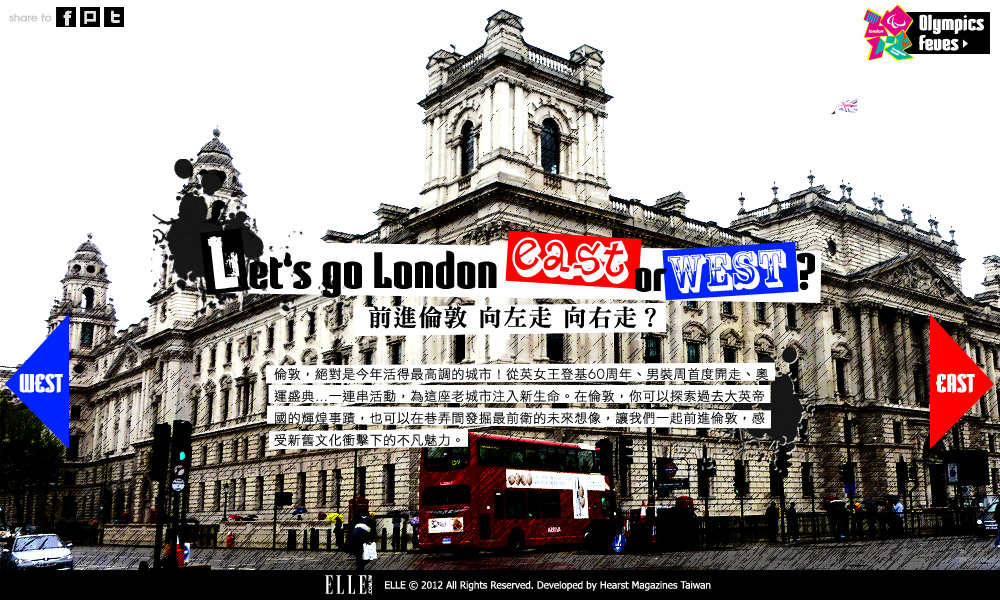 share to
London
Olympics
Feves
Let's go London east or WEST?
前進倫敦 向左走 向右走?
WEST
EAST
倫敦,絕對是今年活得最高調的城市!從英女王登基60周年、男裝周首度開走、奧
運盛典...一連串活動,為這座老城市注入新生命。在倫敦,你可以探索過去大英帝
國的輝煌事蹟,也可以在巷弄間發掘最前衛的未來想像,讓我們一起前進倫敦,感
受新舊文化衝擊下的不凡魅力。
ARRIVA
ELLE
ELLE © 2012 All Rights Reserved. Developed by Hearst Magazines Taiwan